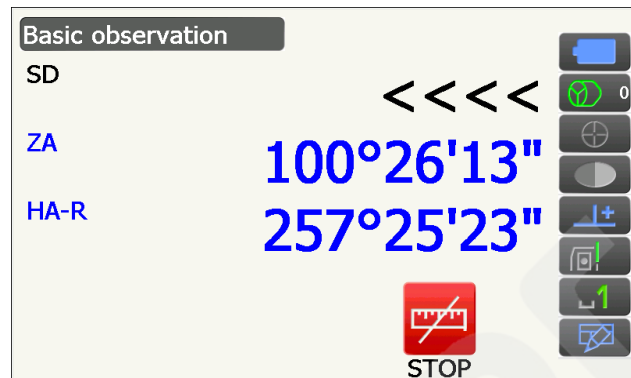 Basic observation
SD
<<<<
0
ZA
100°26'13"
HA-R
257°25'23"
1
STOP